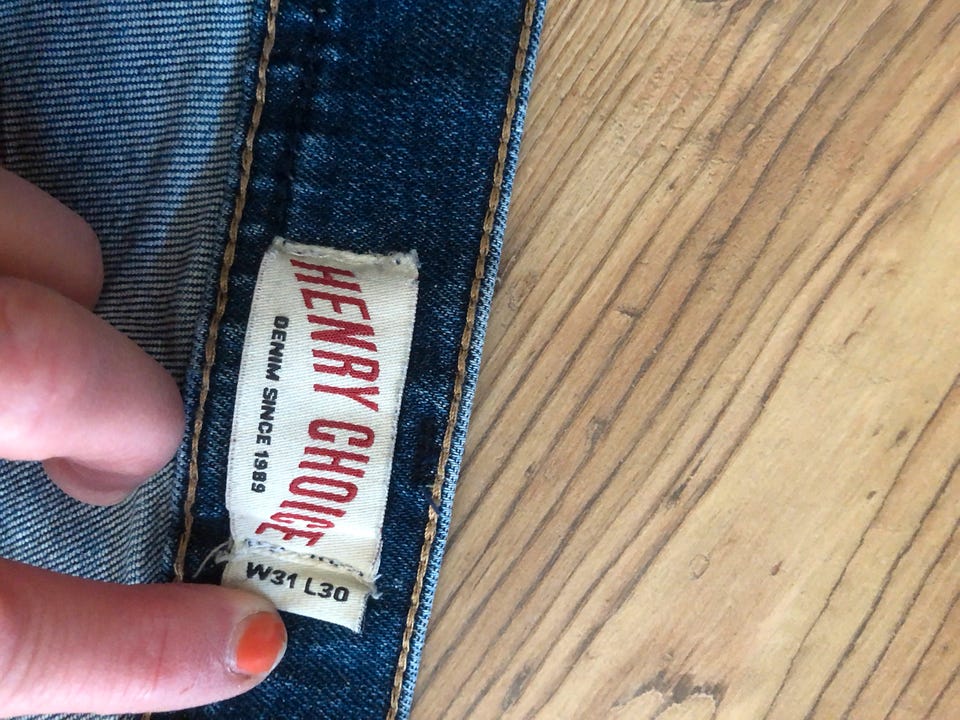 HENRY CHOICE
DENIM SINCE 1989
W31 L30